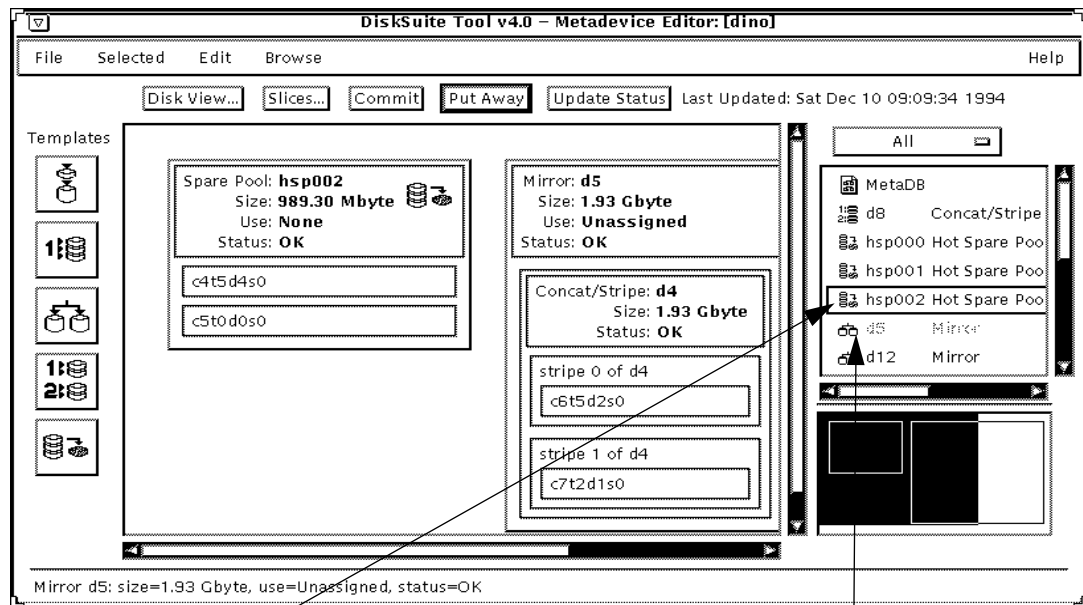 DiskSuite Tool v4.0 – Metadevice Editor: [dino]
File Selected Edit Browse Help
Disk View... Slices... Commit Put Away Update Status Last Updated: Sat Dec 10 09:09:34 1994
Templates
1
1
2
Spare Pool: hsp002
Size: 989.30 Mbyte
Use: None
Status: OK
c4t5d4s0
c5t0d0s0
Mirror: d5
Size: 1.93 Gbyte
Use: Unassigned
Status: OK
Concat/Stripe: d4
Size: 1.93 Gbyte
Status: OK
stripe 0 of d4
c6t5d2s0
stripe 1 of d4
c7t2d1s0
All
MetaDB
d8 Concat/Stripe
hsp000 Hot Spare Poo
hsp001 Hot Spare Poo
hsp002 Hot Spare Poo
d5 Mirror
d12 Mirror
Mirror d5: size=1.93 Gbyte, use=Unassigned, status=OK